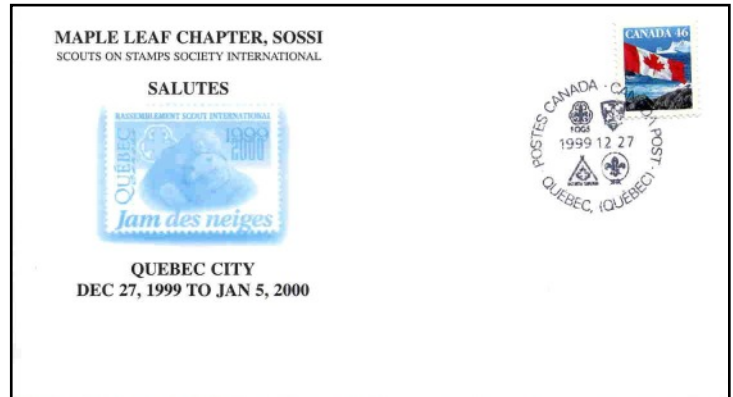 MAPLE LEAF CHAPTER, SOSSI
SCOUTS ON STAMPS SOCIETY INTERNATIONAL
SALUTES
RASSEMBLEMENT SCOUT INTERNATIONAL
QUÉBEC
1999
2000
Jam des neiges
QUEBEC CITY
DEC 27, 1999 TO JAN 5, 2000
CANADA 46
POSTES CANADA · CANADA POST ·
1999 12 27
QUÉBEC, (QUÉBEC)